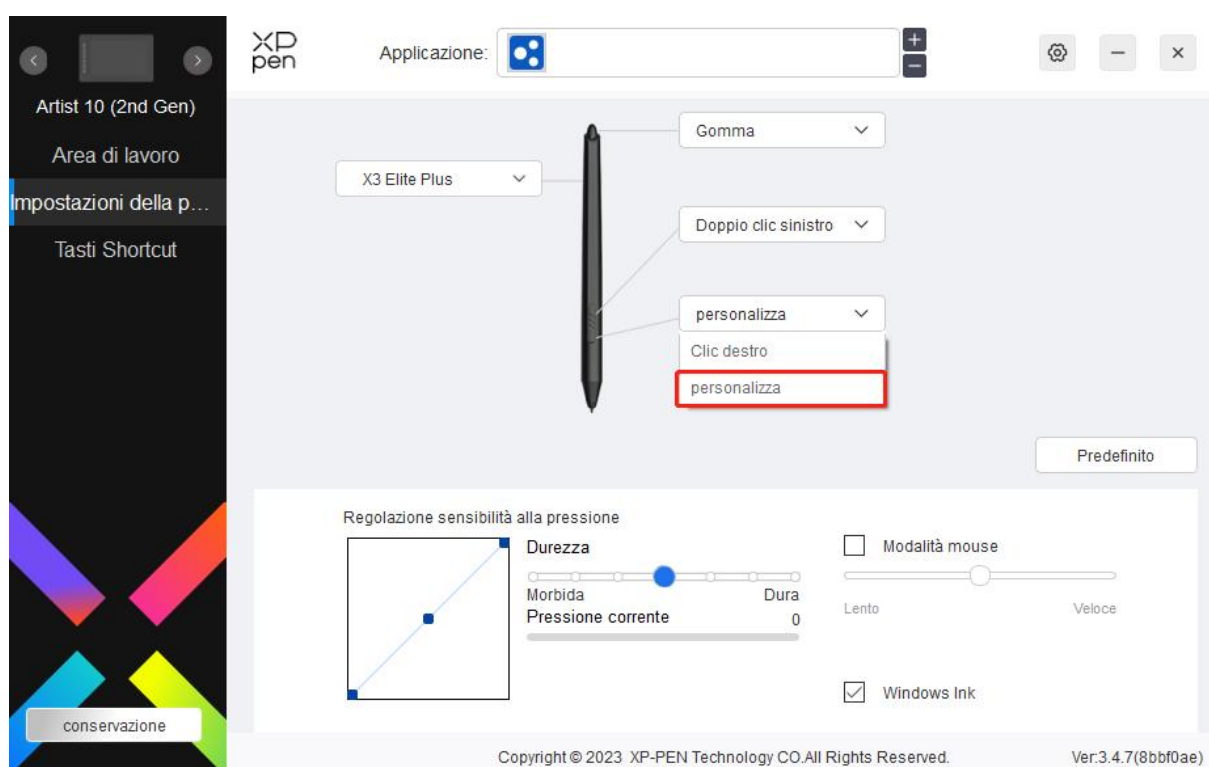 XP
pen
Applicazione:
+
−
Artist 10 (2nd Gen)
Area di lavoro
Impostazioni della p...
Tasti Shortcut
conservazione
Gomma
X3 Elite Plus
Doppio clic sinistro
personalizza
Clic destro
personalizza
Predefinito
Regolazione sensibilità alla pressione
Durezza
Morbida Dura
Pressione corrente 0
Modalità mouse
Lento Veloce
Windows Ink
Copyright © 2023 XP-PEN Technology CO.All Rights Reserved.
Ver:3.4.7(8bbf0ae)